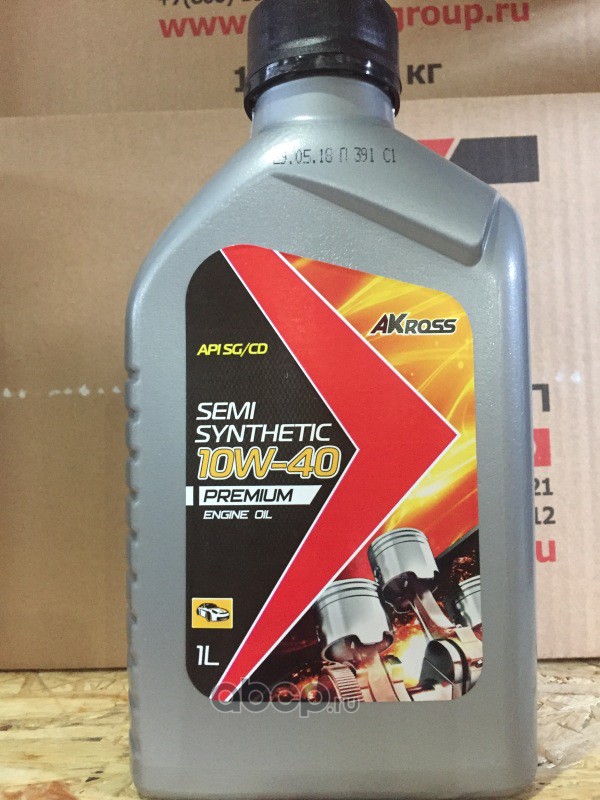 www.
group.ru
кг
.05.18 П 391 С1
AKROSS
API SG/CD
SEMI
SYNTHETIC
10W-40
PREMIUM
ENGINE OIL
1L
21
12
.ru
abcp.ru